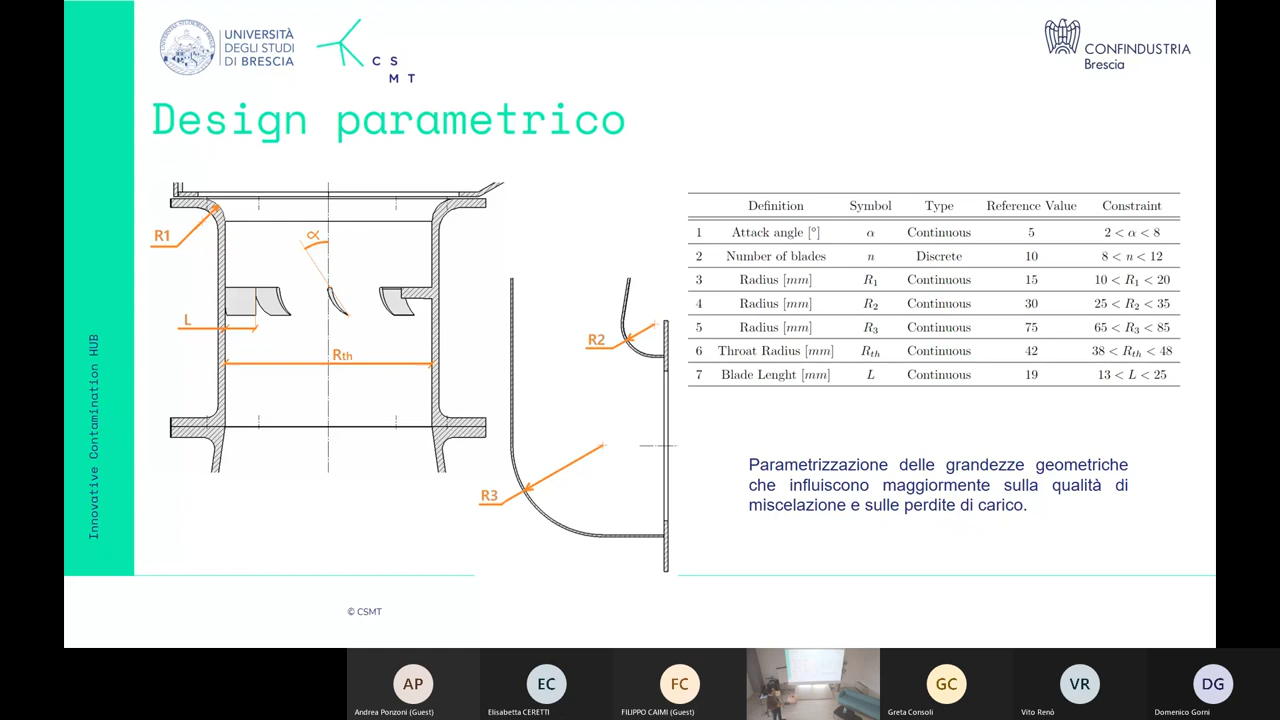 UNIVERSITÀ
DEGLI STUDI
DI BRESCIA
C S
M T
CONFINDUSTRIA
Brescia
Design parametrico
Innovative Contamination HUB
R1
α
L
Rth
R2
R3
Definition Symbol Type Reference Value Constraint
1 Attack angle [°] α Continuous 5 2 < α < 8
2 Number of blades n Discrete 10 8 < n < 12
3 Radius [mm] R1 Continuous 15 10 < R1 < 20
4 Radius [mm] R2 Continuous 30 25 < R2 < 35
5 Radius [mm] R3 Continuous 75 65 < R3 < 85
6 Throat Radius [mm] Rth Continuous 42 38 < Rth < 48
7 Blade Lenght [mm] L Continuous 19 13 < L < 25
Parametrizzazione delle grandezze geometriche
che influiscono maggiormente sulla qualità di
miscelazione e sulle perdite di carico.
© CSMT
AP
Andrea Ponzoni (Guest)
EC
Elisabetta CERETTI
FC
FILIPPO CAIMI (Guest)
GC
Greta Consoli
VR
Vito Renò
DG
Domenico Gorni